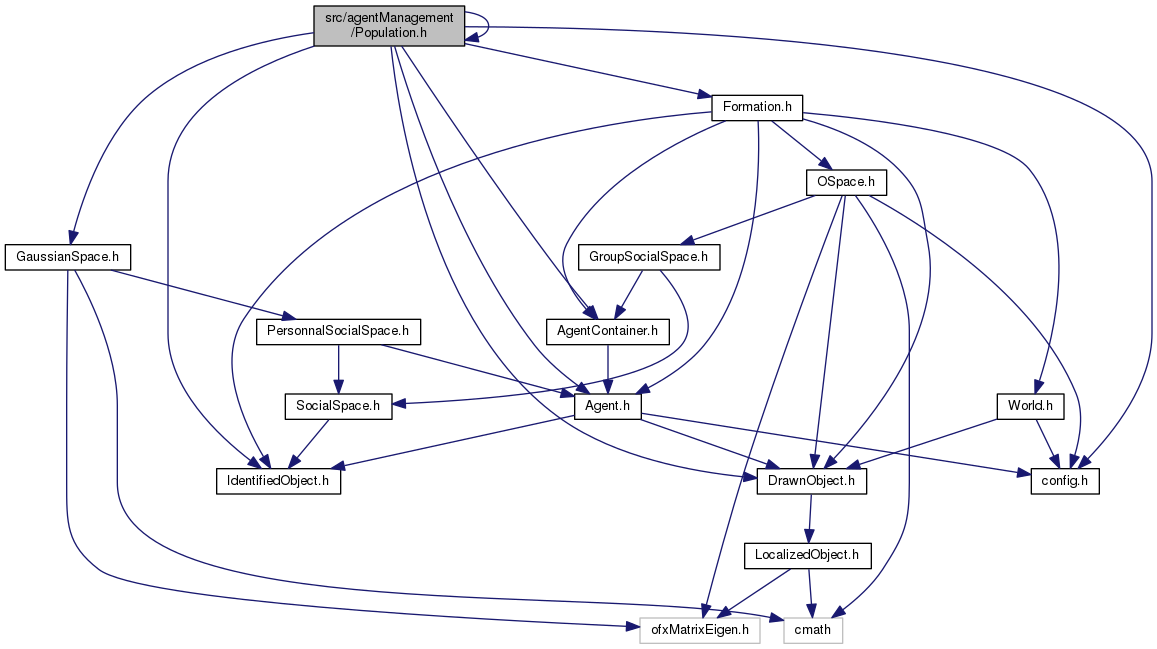 src/agentManagement
/Population.h
Formation.h
OSpace.h
GaussianSpace.h
GroupSocialSpace.h
PersonnalSocialSpace.h
AgentContainer.h
SocialSpace.h
Agent.h
World.h
IdentifiedObject.h
DrawnObject.h
config.h
LocalizedObject.h
ofxMatrixEigen.h
cmath